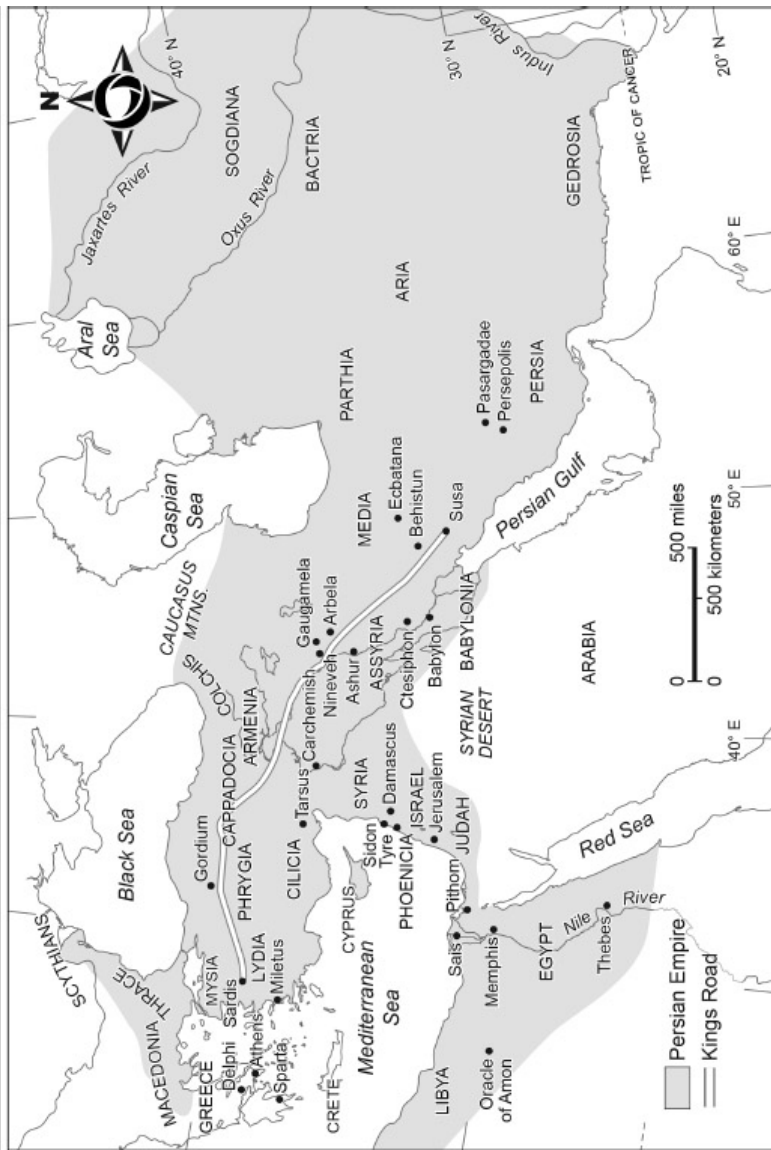 N
40° N
30° N
20° N
TROPIC OF CANCER
60° E
50° E
40° E
Jaxartes River
SOGDIANA
Oxus River
BACTRIA
Indus River
Aral
Sea
ARIA
GEDROSIA
PARTHIA
Caspian
Sea
Pasargadae
Persepolis
PERSIA
MEDIA
Ecbatana
Behistun
Susa
Persian Gulf
CAUCASUS
MTNS.
COLCHIS
ARMENIA
Gaugamela
Arbela
Nineveh
Ashur
ASSYRIA
Ctesiphon
Babylon
BABYLONIA
SYRIAN
DESERT
ARABIA
Black Sea
CAPPADOCIA
Carchemish
Tarsus
Gordium
PHRYGIA
CILICIA
SYRIA
Damascus
Sidon
Tyre
PHOENICIA
ISRAEL
Jerusalem
JUDAH
CYPRUS
Red Sea
SCYTHIANS
THRACE
MACEDONIA
MYSIA
Sardis
LYDIA
Miletus
GREECE
Delphi
Athens
Sparta
CRETE
Mediterranean
Sea
Pithom
Sais
Memphis
EGYPT
Nile River
Thebes
LIBYA
Oracle
of Amon
0 500 miles
0 500 kilometers
Persian Empire
Kings Road